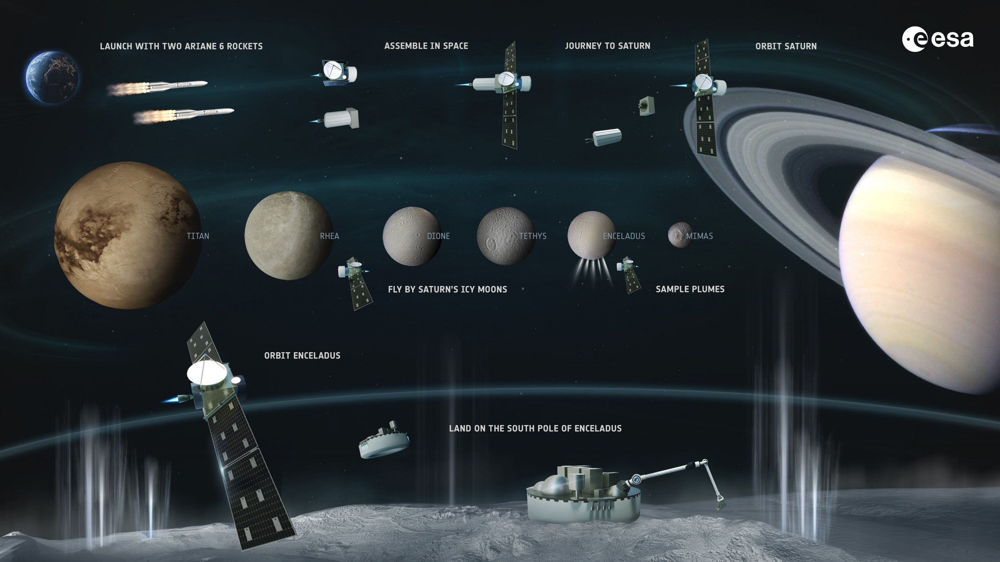 LAUNCH WITH TWO ARIANE 6 ROCKETS
ASSEMBLE IN SPACE
JOURNEY TO SATURN
ORBIT SATURN
esa
TITAN
RHEA
DIONE
TETHYS
ENCELADUS
MIMAS
FLY BY SATURN'S ICY MOONS
SAMPLE PLUMES
ORBIT ENCELADUS
LAND ON THE SOUTH POLE OF ENCELADUS